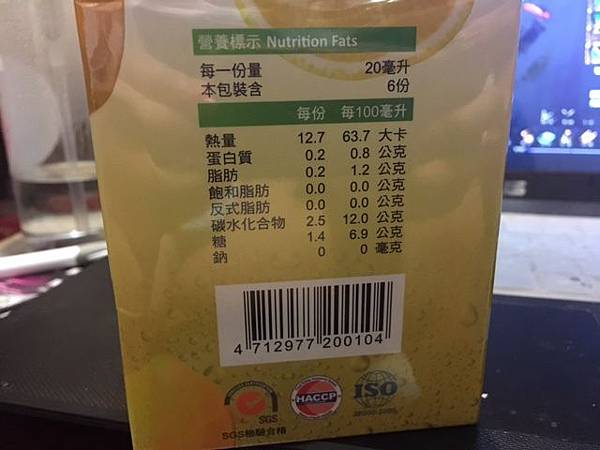 營養標示 Nutrition Fats
每一份量 20毫升
本包裝含 6份
每份 每100毫升
熱量 12.7 63.7 大卡
蛋白質 0.2 0.8 公克
脂肪 0.2 1.2 公克
飽和脂肪 0.0 0.0 公克
反式脂肪 0.0 0.0 公克
碳水化合物 2.5 12.0 公克
糖 1.4 6.9 公克
鈉 0 0 毫克
4 712977 200104
SGS
HACCP
ISO
SGS檢驗合格